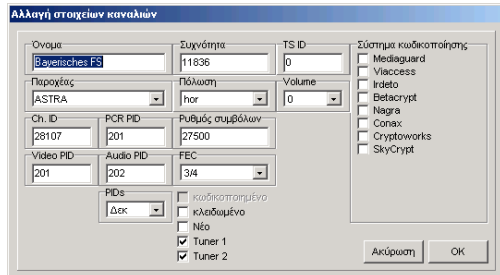 Αλλαγή στοιχείων καναλιών
Όνομα
Bayerisches FS
Συχνότητα
11836
TS ID
0
Παροχέας
ASTRA
Πόλωση
hor
Volume
0
Ch. ID
28107
PCR PID
201
Ρυθμός συμβόλων
27500
Video PID
201
Audio PID
202
FEC
3/4
PIDs
Δεκ
κωδικοποιημένο
κλειδωμένο
Νέο
Tuner 1
Tuner 2
Σύστημα κωδικοποίησης
Mediaguard
Viaccess
Irdeto
Betacrypt
Nagra
Conax
Cryptoworks
SkyCrypt
Ακύρωση
OK